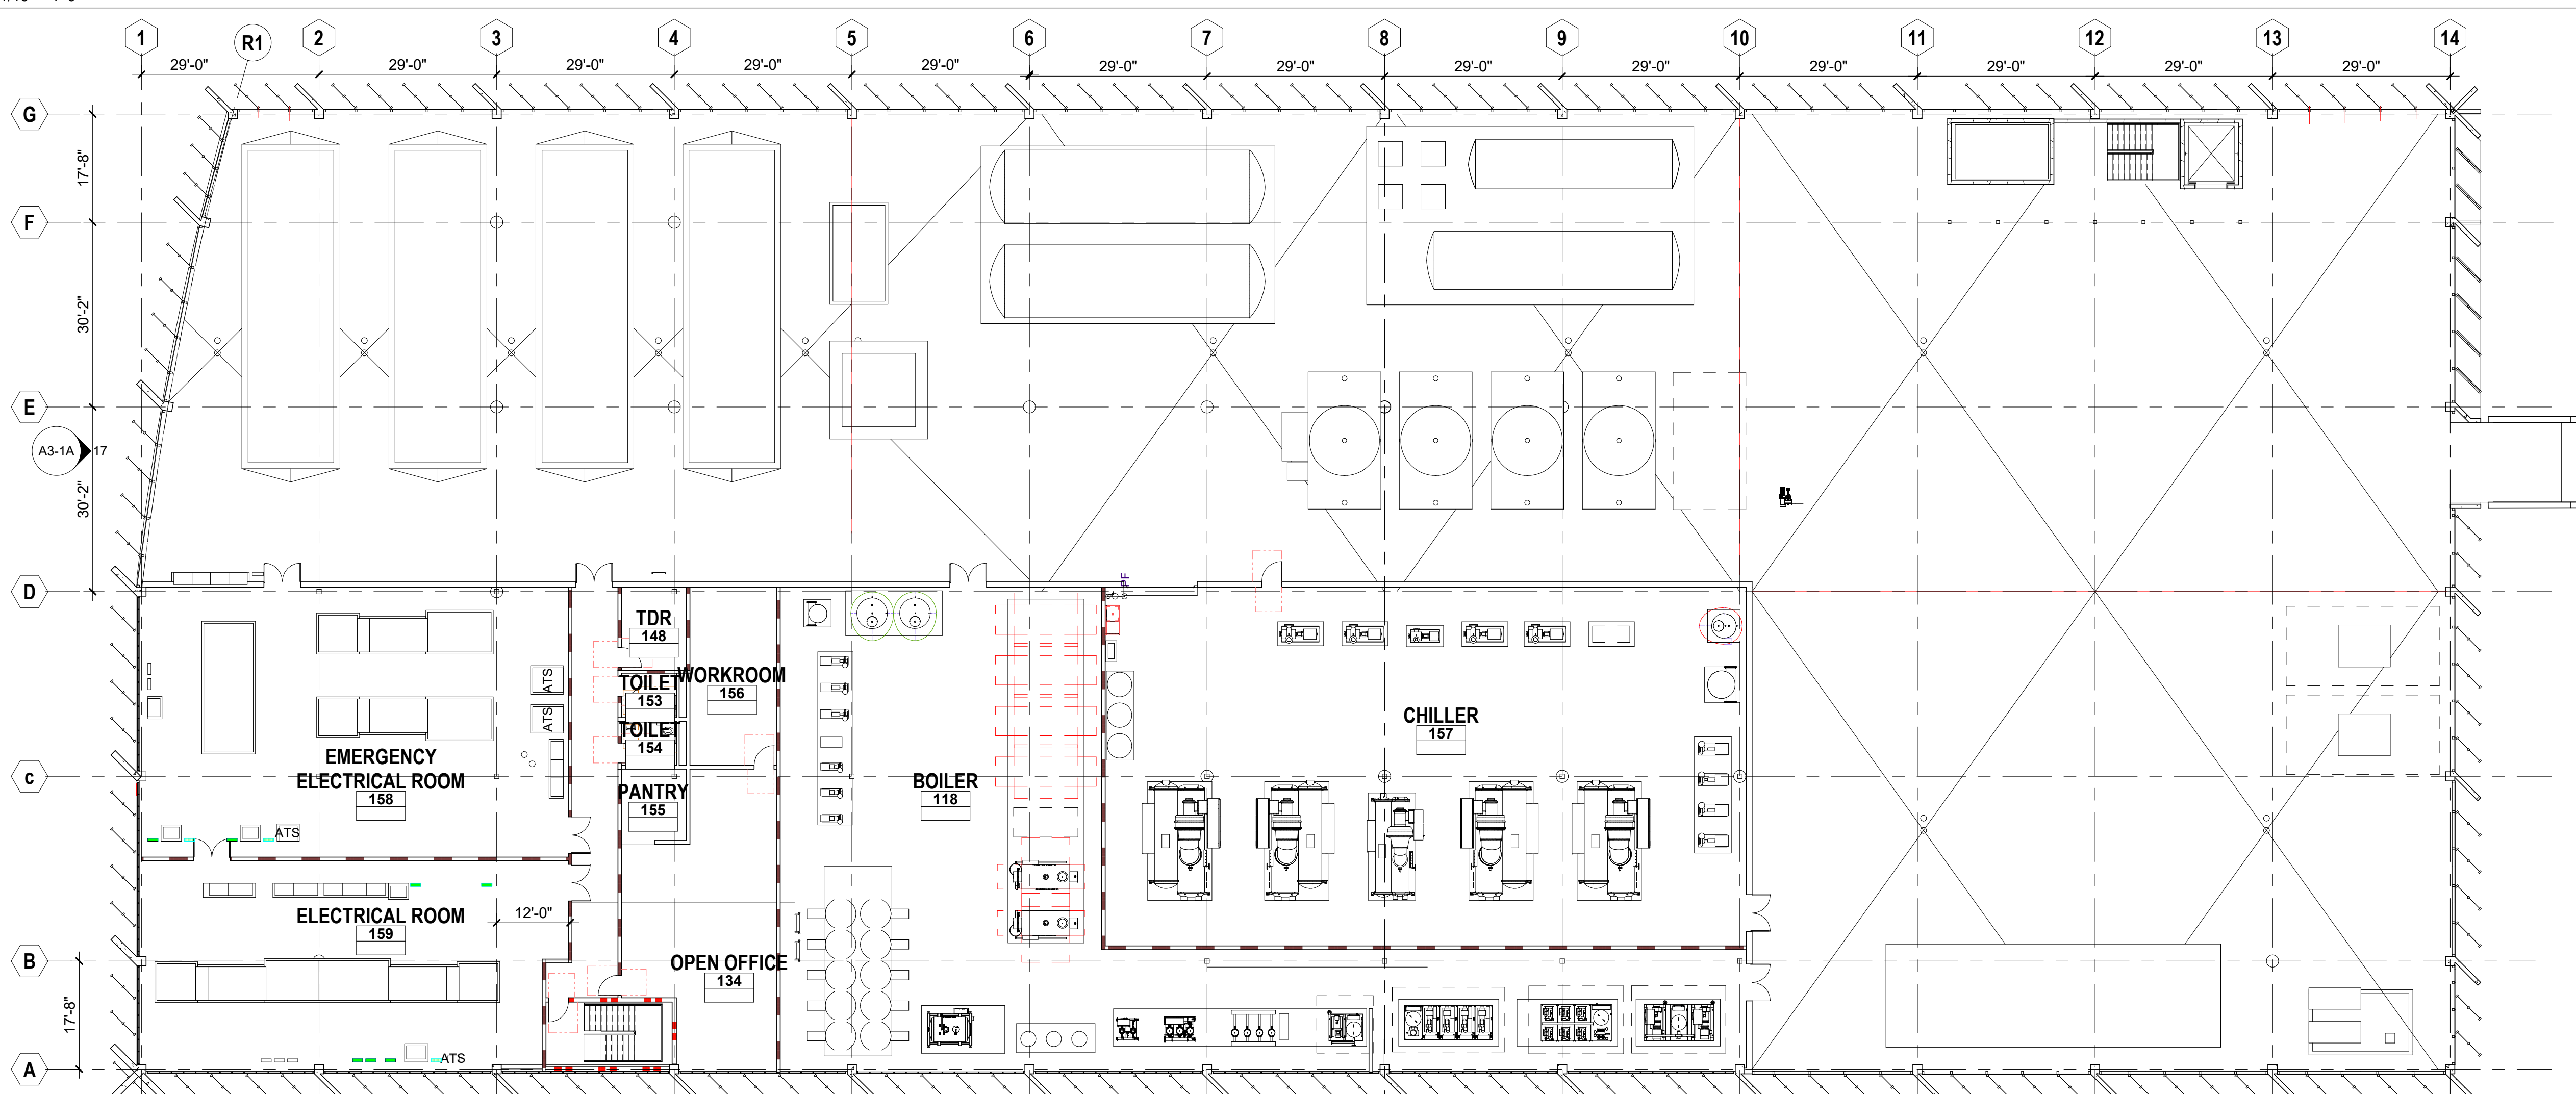 1
R1
2
3
4
5
6
7
8
9
10
11
12
13
14
29'-0"
29'-0"
29'-0"
29'-0"
29'-0"
29'-0"
29'-0"
29'-0"
29'-0"
29'-0"
29'-0"
29'-0"
29'-0"
G
17'-8"
F
30'-2"
E
A3-1A
17
30'-2"
D
TDR
148
WORKROOM
156
TOILET
153
ATS
ATS
TOILET
154
CHILLER
157
EMERGENCY
ELECTRICAL ROOM
158
c
PANTRY
155
BOILER
118
ATS
ELECTRICAL ROOM
159
12'-0"
B
OPEN OFFICE
134
17'-8"
ATS
A